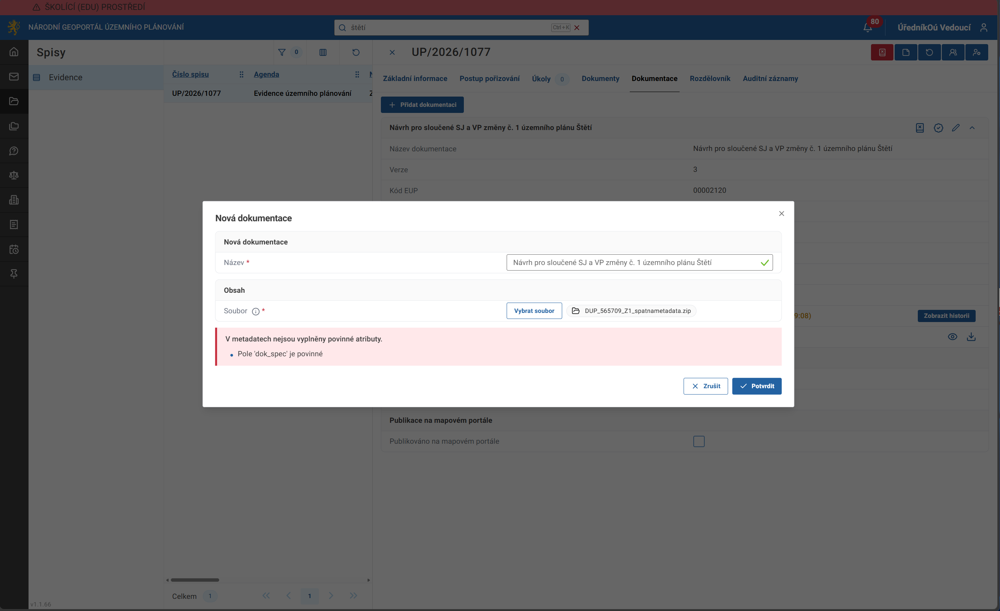 ŠKOLÍCÍ (EDU) PROSTŘEDÍ
NÁRODNÍ GEOPORTÁL ÚZEMNÍHO PLÁNOVÁNÍ
štětí
Ctrl+K
80
ÚředníkOú Vedoucí
Spisy
0
UP/2026/1077
Evidence
Číslo spisu
Agenda
UP/2026/1077
Evidence územního plánování
Základní informace
Postup pořizování
Úkoly 0
Dokumenty
Dokumentace
Rozdělovník
Auditní záznamy
Přidat dokumentaci
Návrh pro sloučené SJ a VP změny č. 1 územního plánu Štětí
Název dokumentace
Návrh pro sloučené SJ a VP změny č. 1 územního plánu Štětí
Verze
3
Kód EUP
00002120
Nová dokumentace
Nová dokumentace
Název *
Návrh pro sloučené SJ a VP změny č. 1 územního plánu Štětí
Obsah
Soubor *
Vybrat soubor
DUP_565709_Z1_spatnametadata.zip
9:08)
Zobrazit historii
V metadatech nejsou vyplněny povinné atributy.
Pole 'dok_spec' je povinné
Zrušit
Potvrdit
Publikace na mapovém portále
Publikováno na mapovém portále
Celkem 1
1
v1.1.66